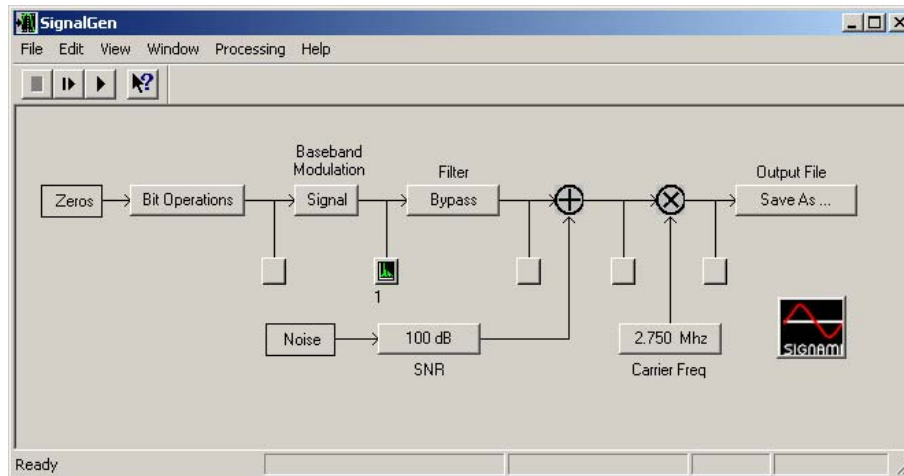 SignalGen
File Edit View Window Processing Help
Baseband
Modulation
Filter
Output File
Zeros
Bit Operations
Signal
Bypass
Save As ...
1
Noise
100 dB
2.750 Mhz
SNR
Carrier Freq
SIGNAMI
Ready